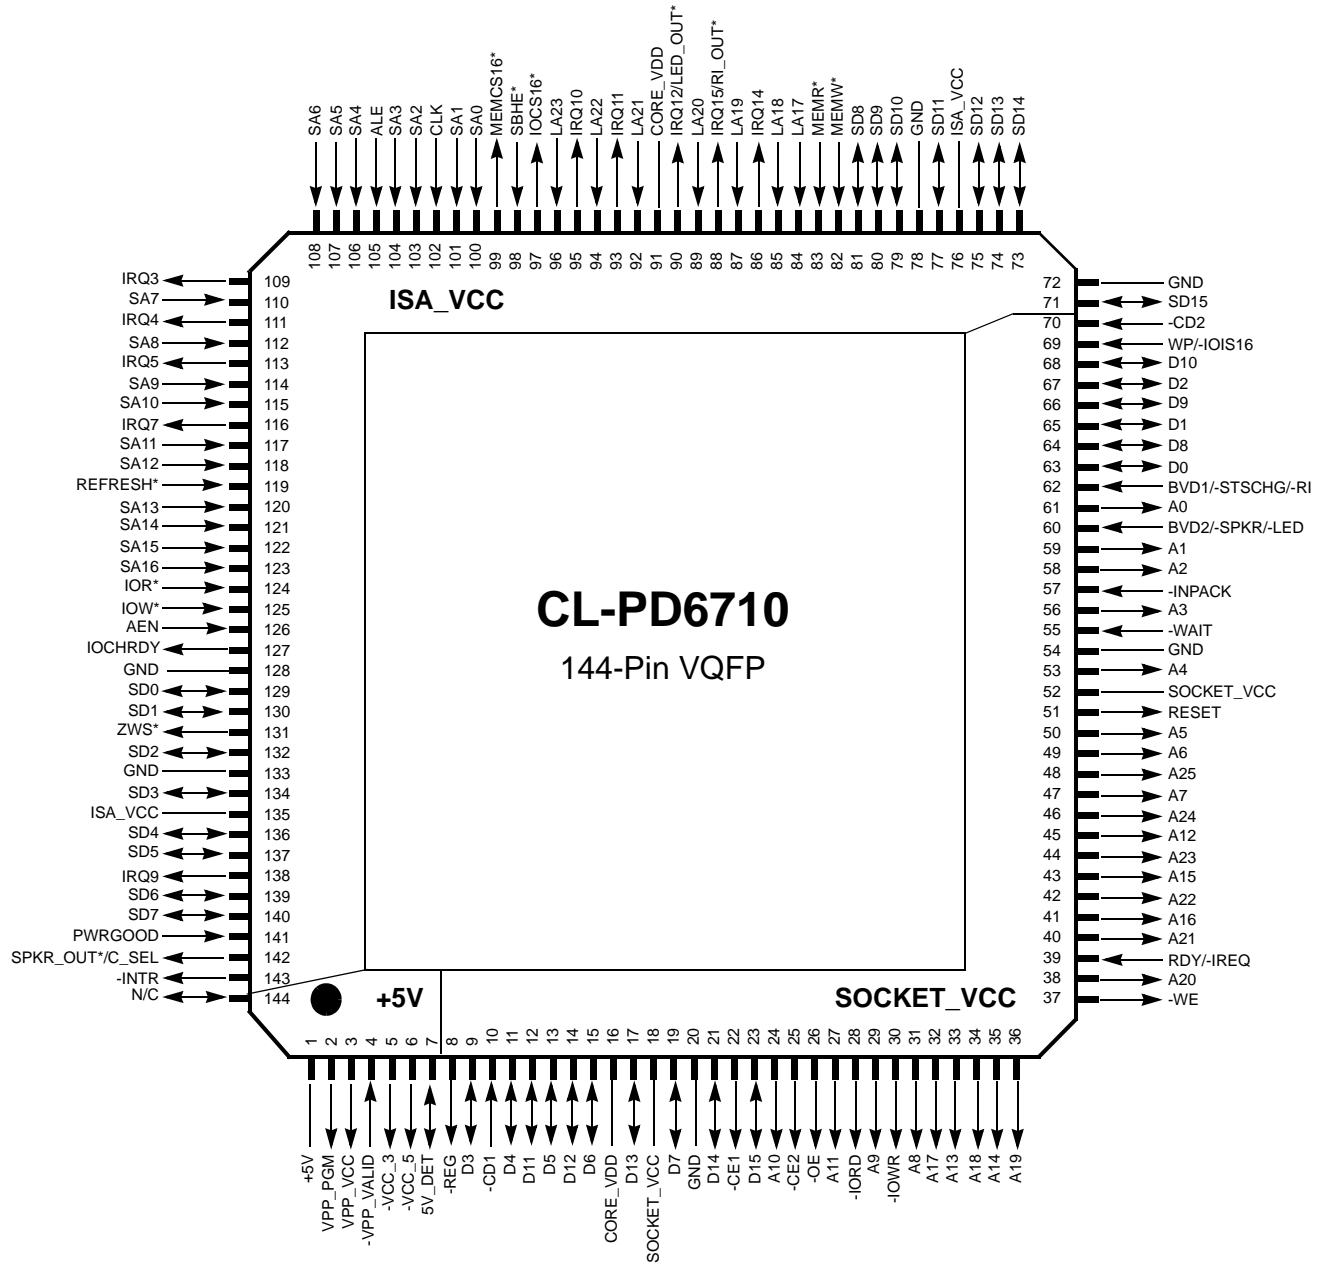 SA6
SA5
SA4
ALE
SA3
SA2
CLK
SA1
SA0
MEMCS16*
SBHE*
IOCS16*
LA23
IRQ10
LA22
IRQ11
LA21
CORE_VDD
IRQ12/LED_OUT*
LA20
IRQ15/RI_OUT*
LA19
IRQ14
LA18
LA17
MEMR*
MEMW*
SD8
SD9
SD10
GND
SD11
ISA_VCC
SD12
SD13
SD14
108 107 106 105 104 103 102 101 100 99 98 97 96 95 94 93 92 91 90 89 88 87 86 85 84 83 82 81 80 79 78 77 76 75 74 73
IRQ3 109
SA7 110
IRQ4 111
SA8 112
IRQ5 113
SA9 114
SA10 115
IRQ7 116
SA11 117
SA12 118
REFRESH* 119
SA13 120
SA14 121
SA15 122
SA16 123
IOR* 124
IOW* 125
AEN 126
IOCHRDY 127
GND 128
SD0 129
SD1 130
ZWS* 131
SD2 132
GND 133
SD3 134
ISA_VCC 135
SD4 136
SD5 137
IRQ9 138
SD6 139
SD7 140
PWRGOOD 141
SPKR_OUT*/C_SEL 142
-INTR 143
N/C 144
ISA_VCC
CL-PD6710
144-Pin VQFP
+5V
SOCKET_VCC
72 GND
71 SD15
70 -CD2
69 WP/-IOIS16
68 D10
67 D2
66 D9
65 D1
64 D8
63 D0
62 BVD1/-STSCHG/-RI
61 A0
60 BVD2/-SPKR/-LED
59 A1
58 A2
57 -INPACK
56 A3
55 -WAIT
54 GND
53 A4
52 SOCKET_VCC
51 RESET
50 A5
49 A6
48 A25
47 A7
46 A24
45 A12
44 A23
43 A15
42 A22
41 A16
40 A21
39 RDY/-IREQ
38 A20
37 -WE
1 2 3 4 5 6 7 8 9 10 11 12 13 14 15 16 17 18 19 20 21 22 23 24 25 26 27 28 29 30 31 32 33 34 35 36
+5V
VPP_PGM
VPP_VCC
-VPP_VALID
-VCC_3
-VCC_5
5V_DET
-REG
D3
-CD1
D4
D11
D5
D12
D6
CORE_VDD
D13
SOCKET_VCC
D7
GND
D14
-CE1
D15
A10
-CE2
-OE
A11
-IORD
A9
-IOWR
A8
A17
A13
A18
A14
A19